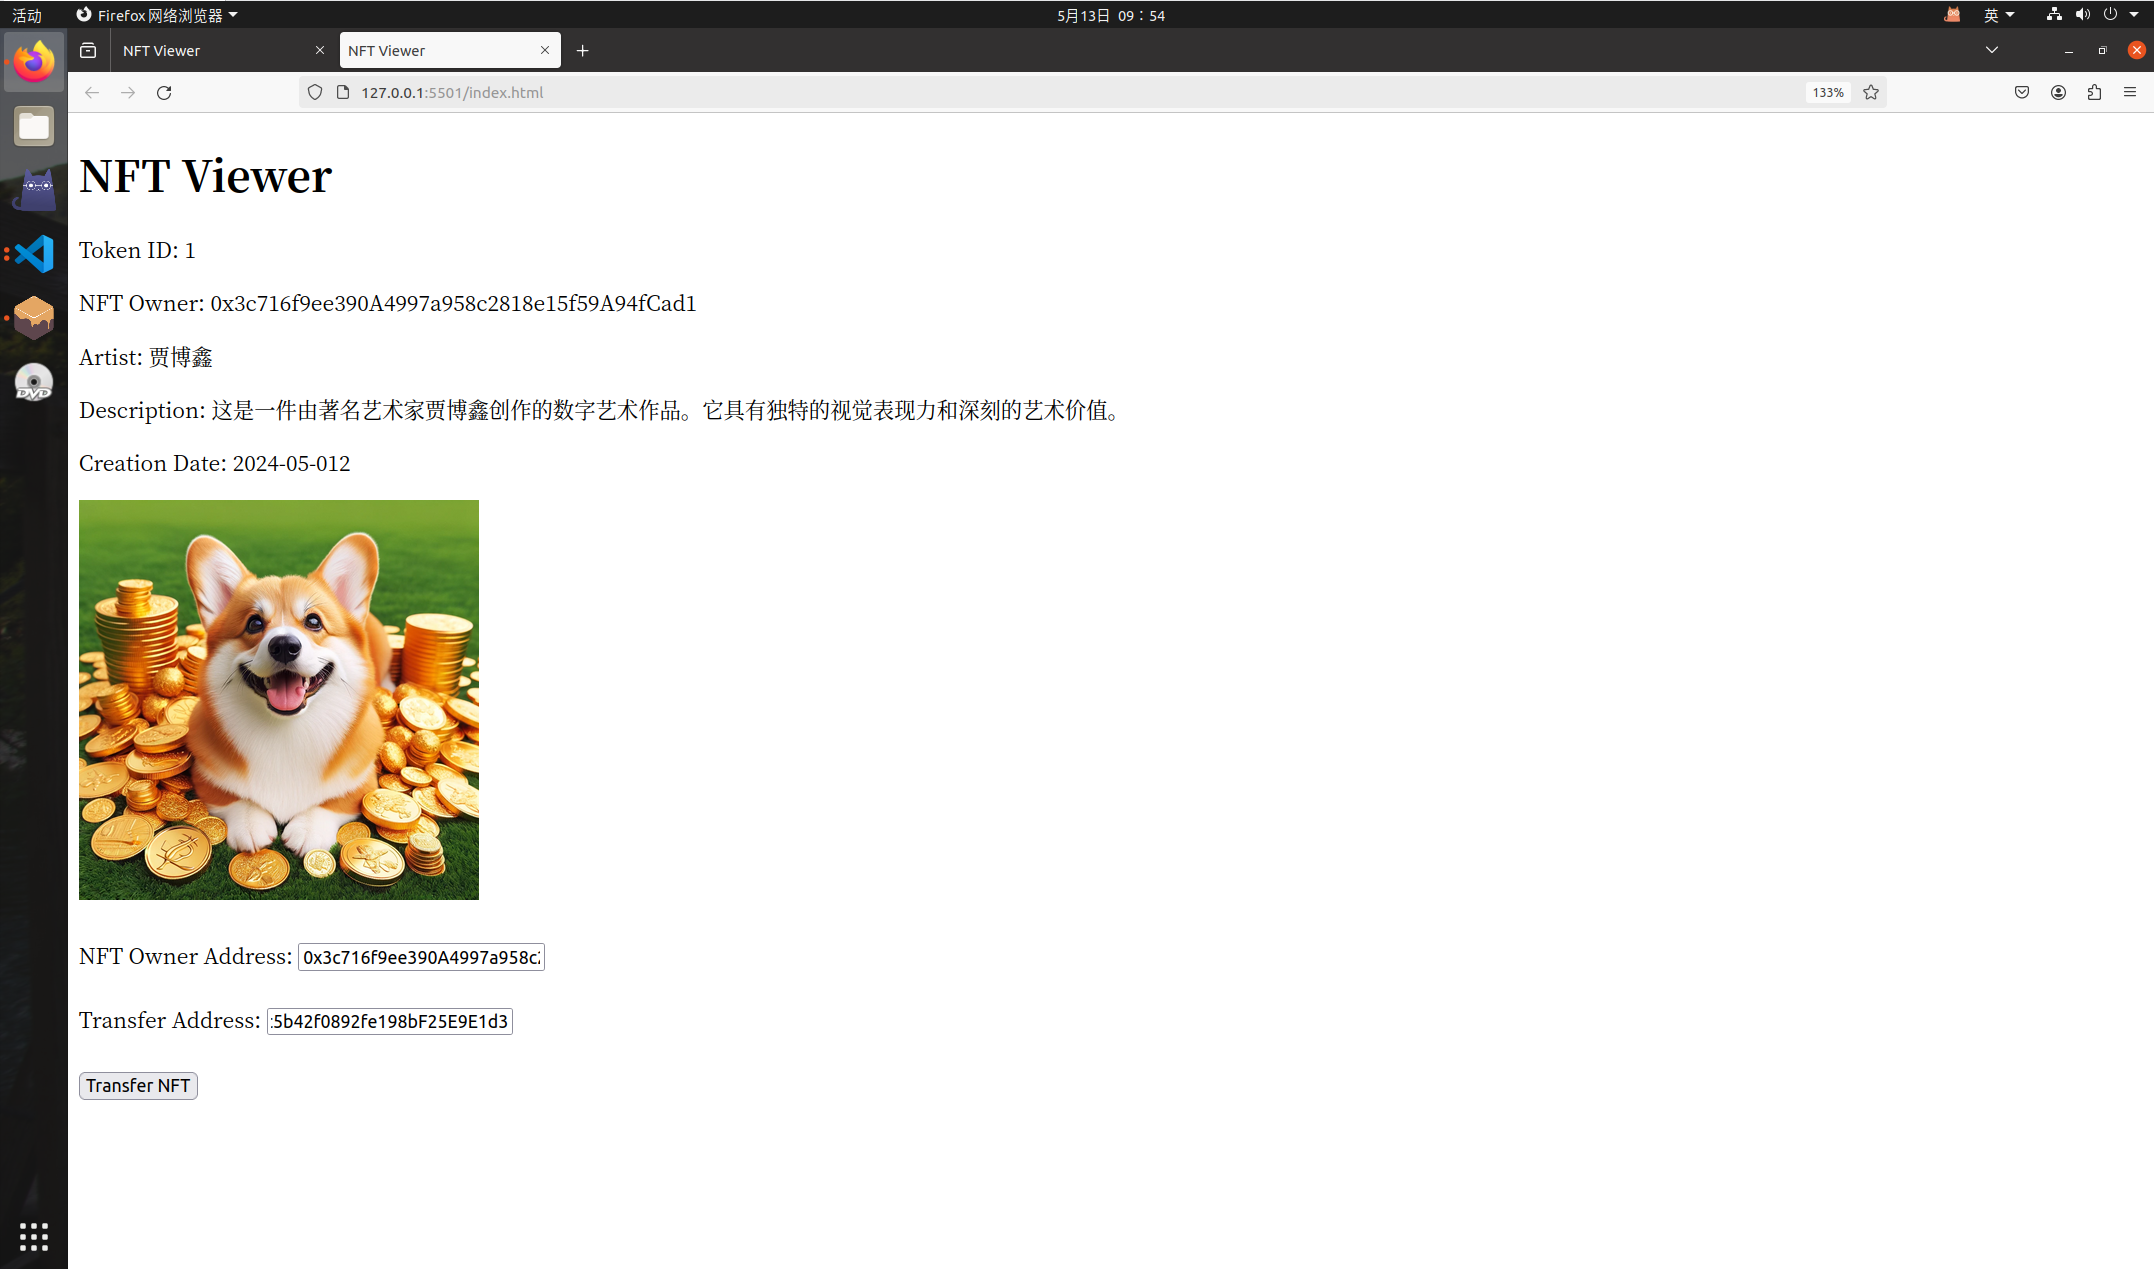 活动
Firefox 网络浏览器
5月13日 09：54
英
NFT Viewer
NFT Viewer
127.0.0.1:5501/index.html
133%
NFT Viewer
Token ID: 1
NFT Owner: 0x3c716f9ee390A4997a958c2818e15f59A94fCad1
Artist: 贾博鑫
Description: 这是一件由著名艺术家贾博鑫创作的数字艺术作品。它具有独特的视觉表现力和深刻的艺术价值。
Creation Date: 2024-05-012
NFT Owner Address: 0x3c716f9ee390A4997a958c2
Transfer Address: 5b42f0892fe198bF25E9E1d3
Transfer NFT
DVD